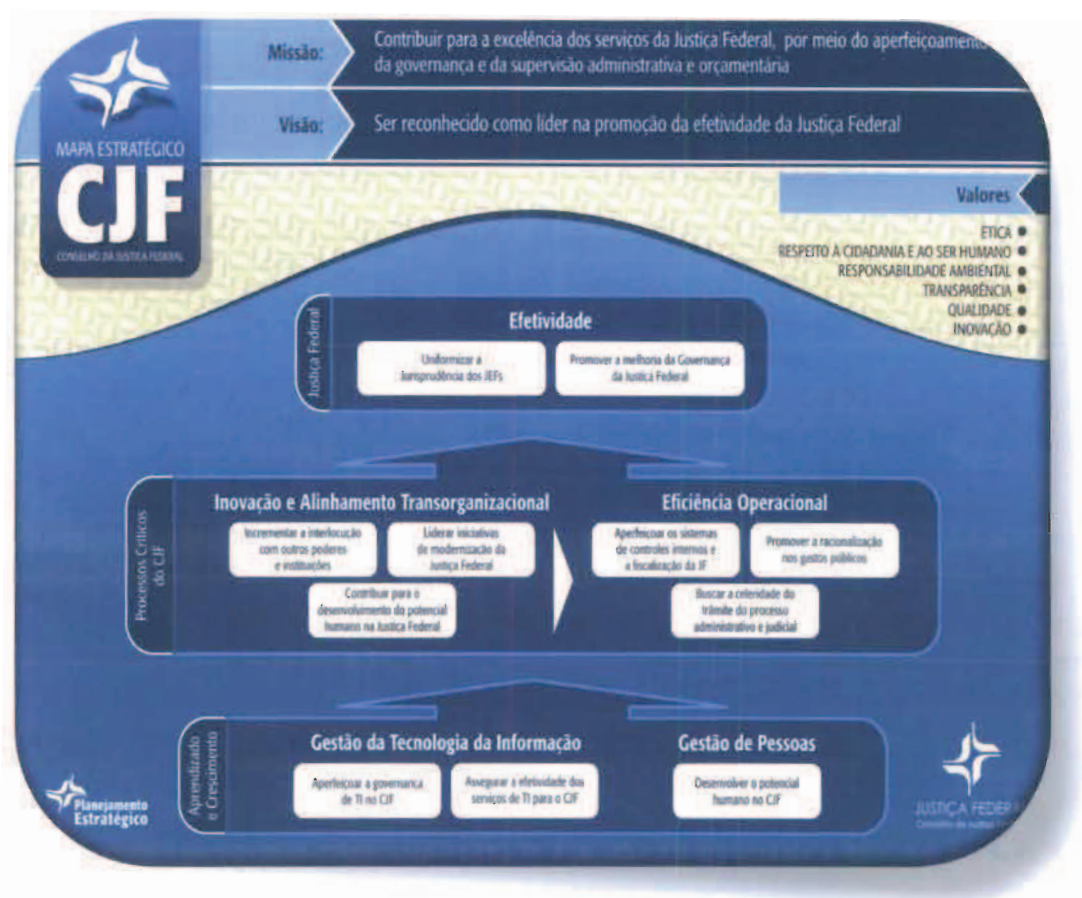 Missão:
Contribuir para a excelência dos serviços da Justiça Federal, por meio do aperfeiçoamento
da governança e da supervisão administrativa e orçamentária
Visão:
Ser reconhecido como líder na promoção da efetividade da Justiça Federal
MAPA ESTRATÉGICO
CJF
CONSELHO DA JUSTIÇA FEDERAL
Valores
ÉTICA
RESPEITO À CIDADANIA E AO SER HUMANO
RESPONSABILIDADE AMBIENTAL
TRANSPARÊNCIA
QUALIDADE
INOVAÇÃO
Justiça Federal
Efetividade
Uniformizar a
Jurisprudência dos JEFs
Promover a melhoria da Governança
da Justiça Federal
Processos Críticos
do CJF
Inovação e Alinhamento Transorganizacional
Incrementar a interlocução
com outros poderes
e instituições
Liderar iniciativas
de modernização da
Justiça Federal
Contribuir para o
desenvolvimento do potencial
humano na Justiça Federal
Eficiência Operacional
Aperfeiçoar os sistemas
de controles internos e
a fiscalização da JF
Promover a racionalização
nos gastos públicos
Buscar a celeridade do
trâmite do processo
administrativo e judicial
Aprendizado
e Crescimento
Gestão da Tecnologia da Informação
Aperfeiçoar a governança
de TI no CJF
Assegurar a efetividade dos
serviços de TI para o CJF
Gestão de Pessoas
Desenvolver o potencial
humano no CJF
Planejamento
Estratégico
JUSTIÇA FEDER